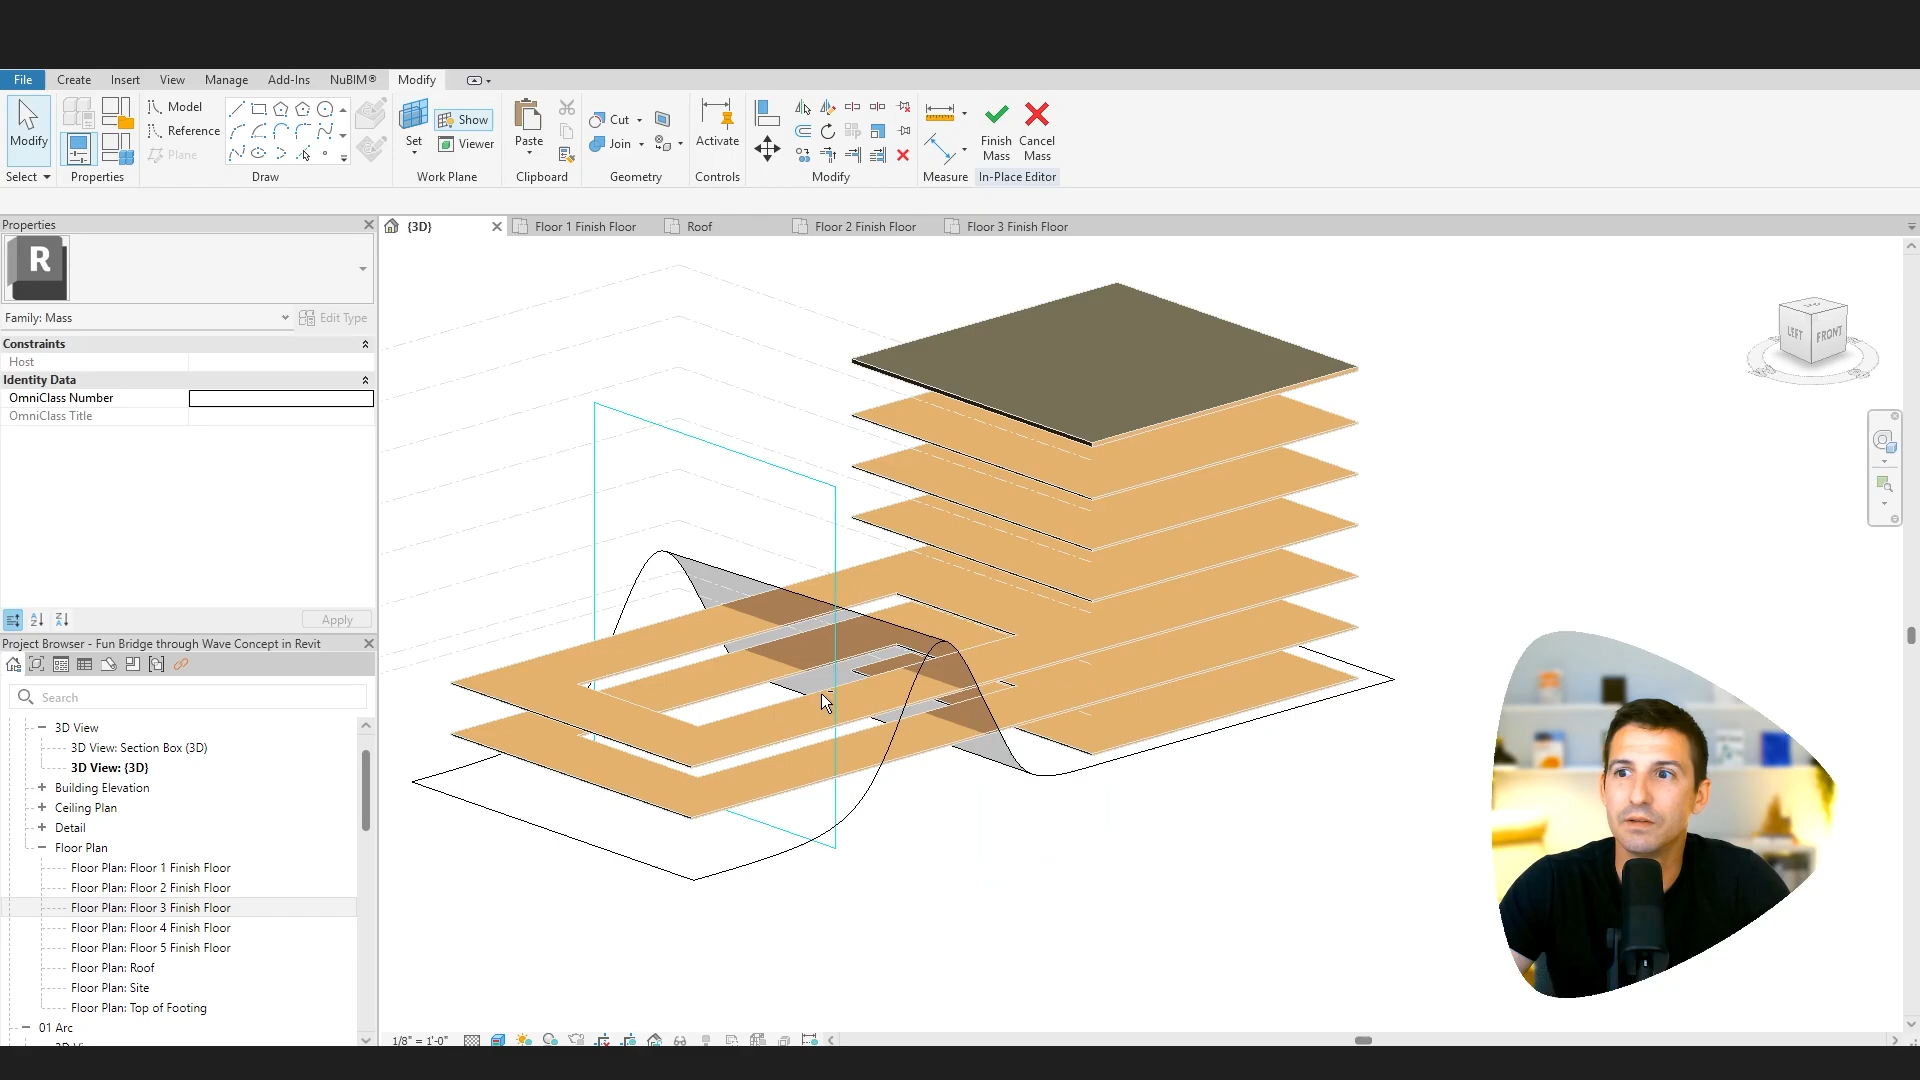 File Create Insert View Manage Add-Ins NuBIM® Modify
Modify
Model
Reference
Plane
Set
Show
Viewer
Paste
Cut
Join
Activate
Finish Mass
Cancel Mass
Select Properties Draw Work Plane Clipboard Geometry Controls Modify Measure In-Place Editor
Properties
R
Family: Mass
Edit Type
Constraints
Host
Identity Data
OmniClass Number
OmniClass Title
Apply
Project Browser - Fun Bridge through Wave Concept in Revit
Search
3D View
3D View: Section Box (3D)
3D View: {3D}
Building Elevation
Ceiling Plan
Detail
Floor Plan
Floor Plan: Floor 1 Finish Floor
Floor Plan: Floor 2 Finish Floor
Floor Plan: Floor 3 Finish Floor
Floor Plan: Floor 4 Finish Floor
Floor Plan: Floor 5 Finish Floor
Floor Plan: Roof
Floor Plan: Site
Floor Plan: Top of Footing
01 Arc
{3D} Floor 1 Finish Floor Roof Floor 2 Finish Floor Floor 3 Finish Floor
LEFT FRONT
1/8" = 1'-0"